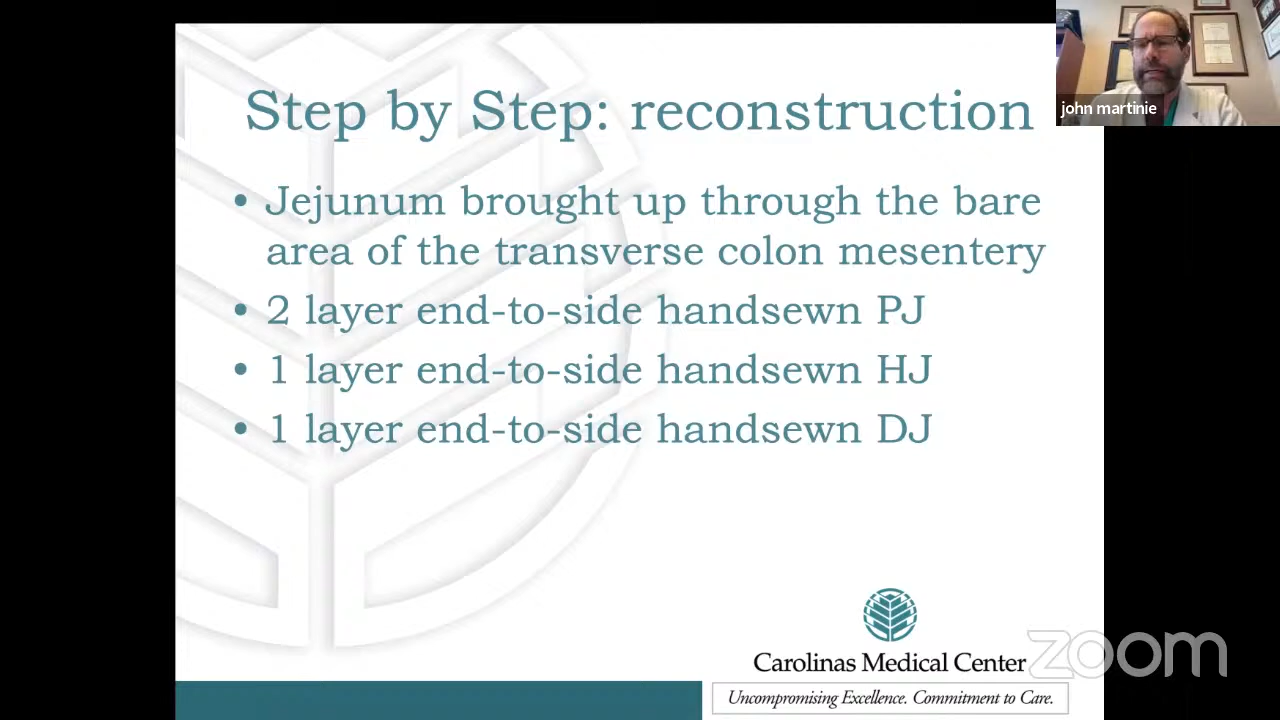 Step by Step: reconstruction
john martinie
• Jejunum brought up through the bare
area of the transverse colon mesentery
• 2 layer end-to-side handsewn PJ
• 1 layer end-to-side handsewn HJ
• 1 layer end-to-side handsewn DJ
Carolinas Medical Center
Uncompromising Excellence. Commitment to Care.
zoom